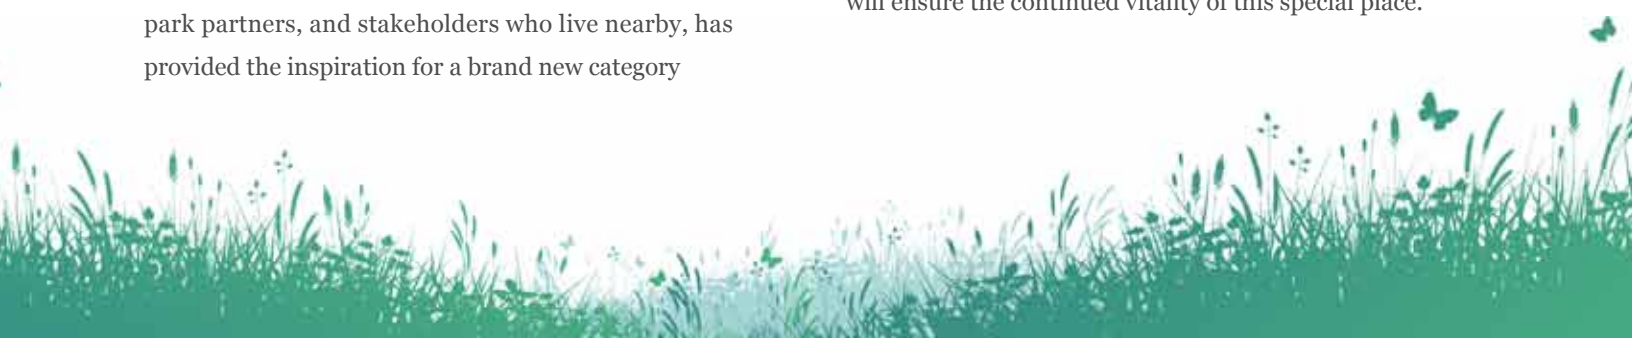 park partners, and stakeholders who live nearby, has
provided the inspiration for a brand new category
will ensure the continued vitality of this special place.